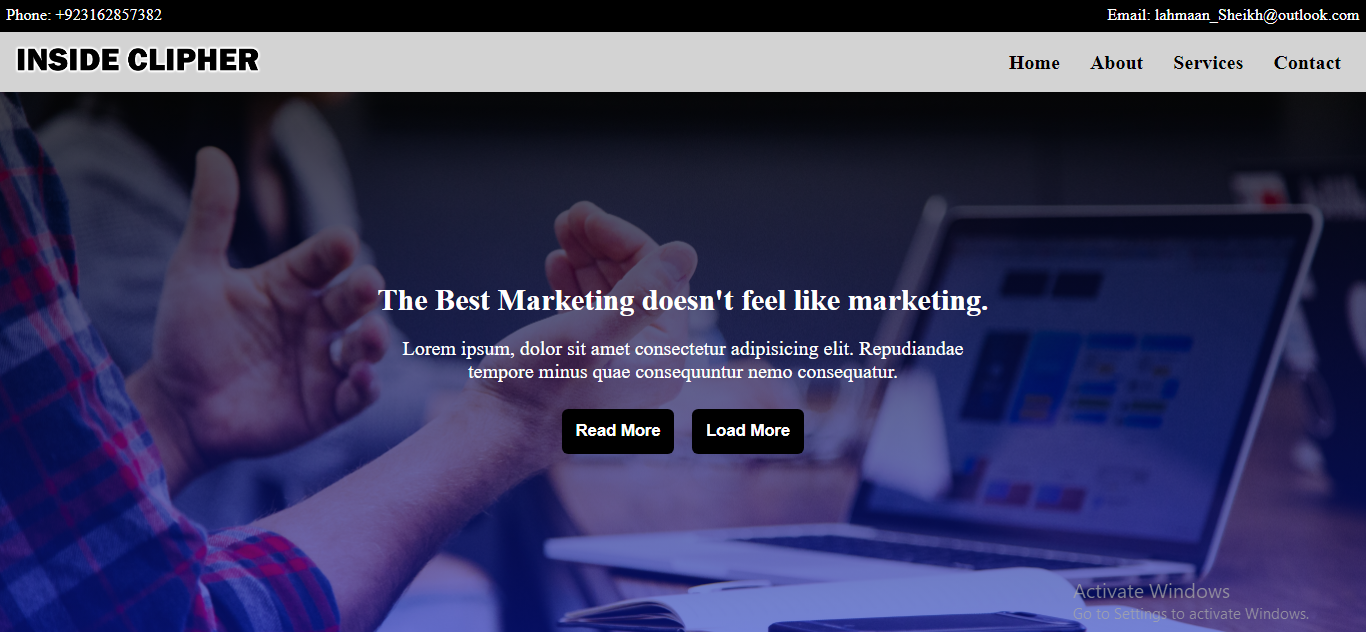 Phone: +923162857382
Email: lahmaan_Sheikh@outlook.com
INSIDE CLIPHER
Home
About
Services
Contact
The Best Marketing doesn't feel like marketing.
Lorem ipsum, dolor sit amet consectetur adipisicing elit. Repudiandae
tempore minus quae consequuntur nemo consequatur.
Read More
Load More
Activate Windows
Go to Settings to activate Windows.